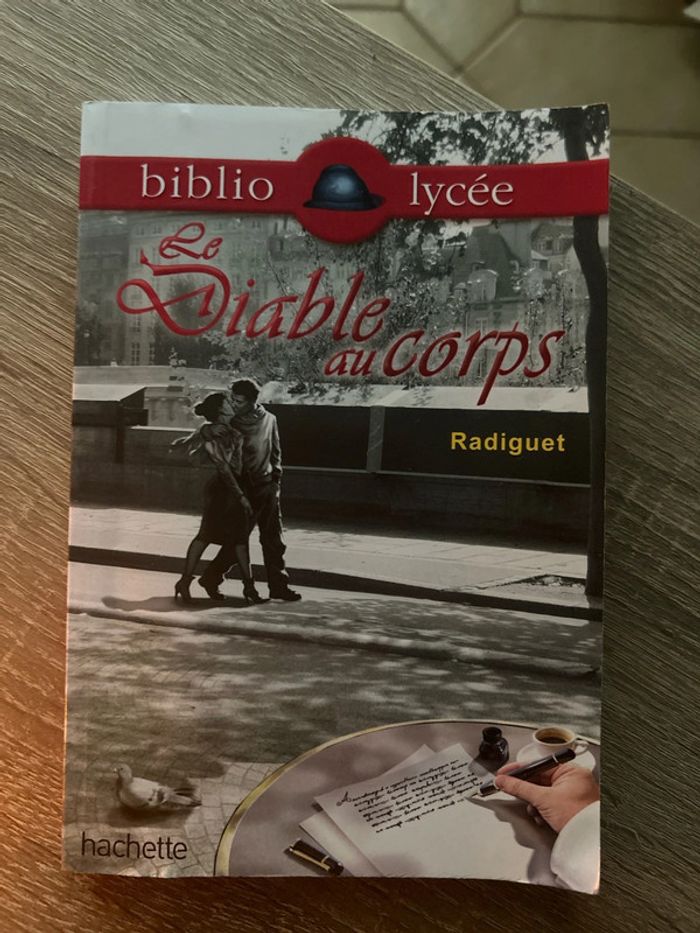 biblio lycée
Le
Diable
au corps
Radiguet
hachette